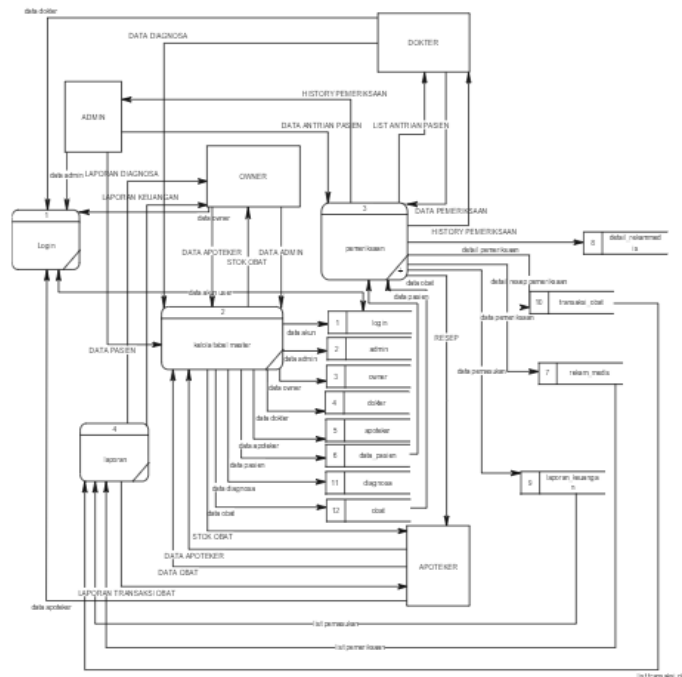 data dokter
DOKTER
DATA DIAGNOSA
HISTORY PEMERIKSAAN
ADMIN
DATA ANTRIAN PASIEN
LIST ANTRIAN PASIEN
data admin
LAPORAN DIAGNOSA
OWNER
LAPORAN KEUANGAN
1
Login
data owner
3
pemeriksaan
DATA PEMERIKSAAN
HISTORY PEMERIKSAAN
8
DATA APOTEKER
DATA ADMIN
STOK OBAT
detail pemeriksaan
detail resep pemeriksaan
data obat
data pasien
10
transaksi_obat
2
kelola tabel master
data akun
1
login
data pemeriksaan
RESEP
DATA PASIEN
data admin
2
admin
data owner
3
owner
data pemasukan
7
rekam_medis
data dokter
4
dokter
4
laporan
data apoteker
5
apoteker
data pasien
6
data_pasien
data diagnosa
11
diagnosa
9
laporan_keuanga
n
data obat
12
obat
STOK OBAT
DATA APOTEKER
DATA OBAT
APOTEKER
LAPORAN TRANSAKSI OBAT
data apoteker
list pemasukan
list pemeriksaan